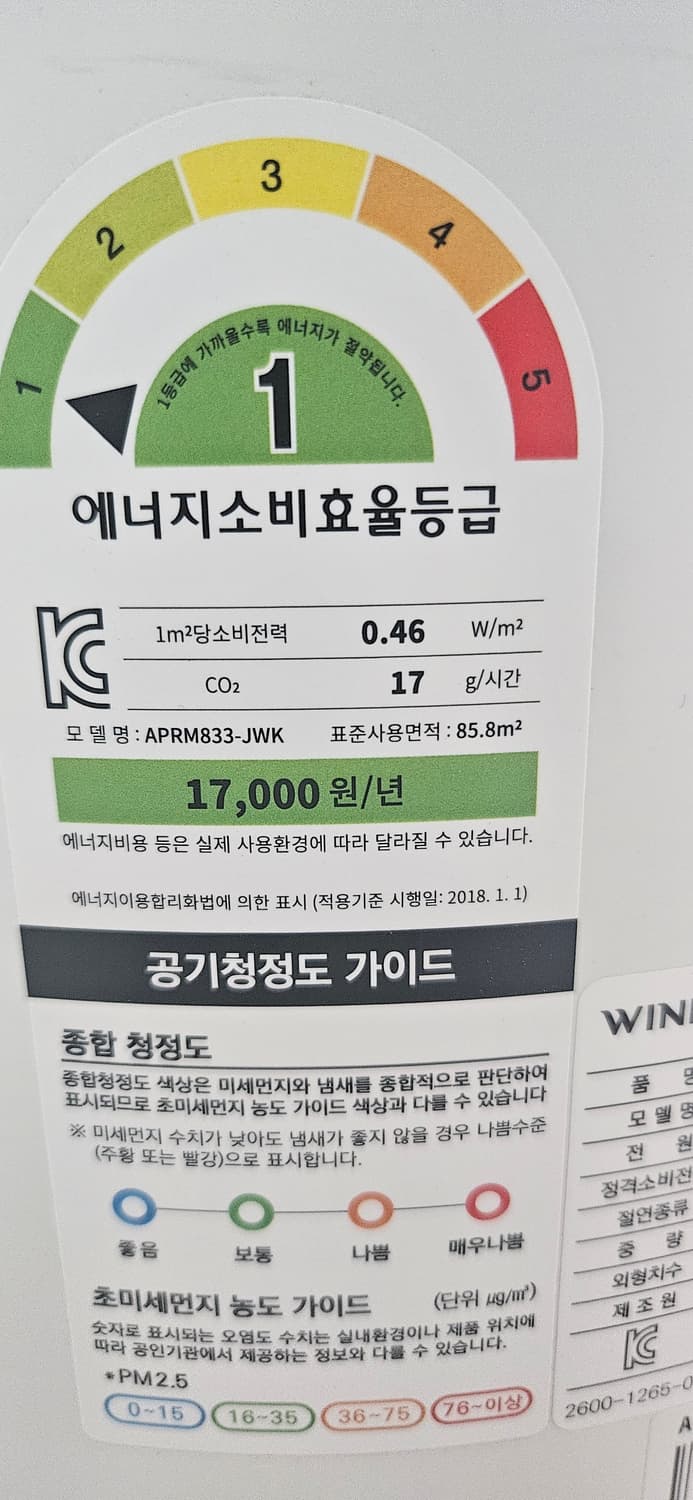 1
2
3
4
5
1등급에 가까울수록 에너지가 절약됩니다.
1
에너지소비효율등급
1m²당소비전력 0.46 W/m²
CO₂ 17 g/시간
모 델 명 : APRM833-JWK 표준사용면적 : 85.8m²
17,000 원/년
에너지비용 등은 실제 사용환경에 따라 달라질 수 있습니다.
에너지이용합리화법에 의한 표시 (적용기준 시행일: 2018. 1. 1)
공기청정도 가이드
종합 청정도
종합청정도 색상은 미세먼지와 냄새를 종합적으로 판단하여
표시되므로 초미세먼지 농도 가이드 색상과 다를 수 있습니다
※ 미세먼지 수치가 낮아도 냄새가 좋지 않을 경우 나쁨수준
(주황 또는 빨강)으로 표시합니다.
좋음 보통 나쁨 매우나쁨
초미세먼지 농도 가이드 (단위 ㎍/㎥)
숫자로 표시되는 오염도 수치는 실내환경이나 제품 위치에
따라 공인기관에서 제공하는 정보와 다를 수 있습니다.
*PM2.5
0~15 16~35 36~75 76~이상
WIN
품
모 델 명
전 원
정격소비전
절연종류
중 량
외형치수
제 조 원
2600-1265-0
A